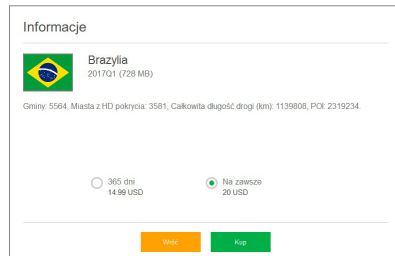 Informacje
Brazylia
2017Q1 (728 MB)
Gminy: 5564, Miasta z HD pokrycia: 3581, Całkowita długość drogi (km): 1139808, POI: 2319234.
365 dni
14.99 USD
Na zawsze
20 USD
Wróć
Kup